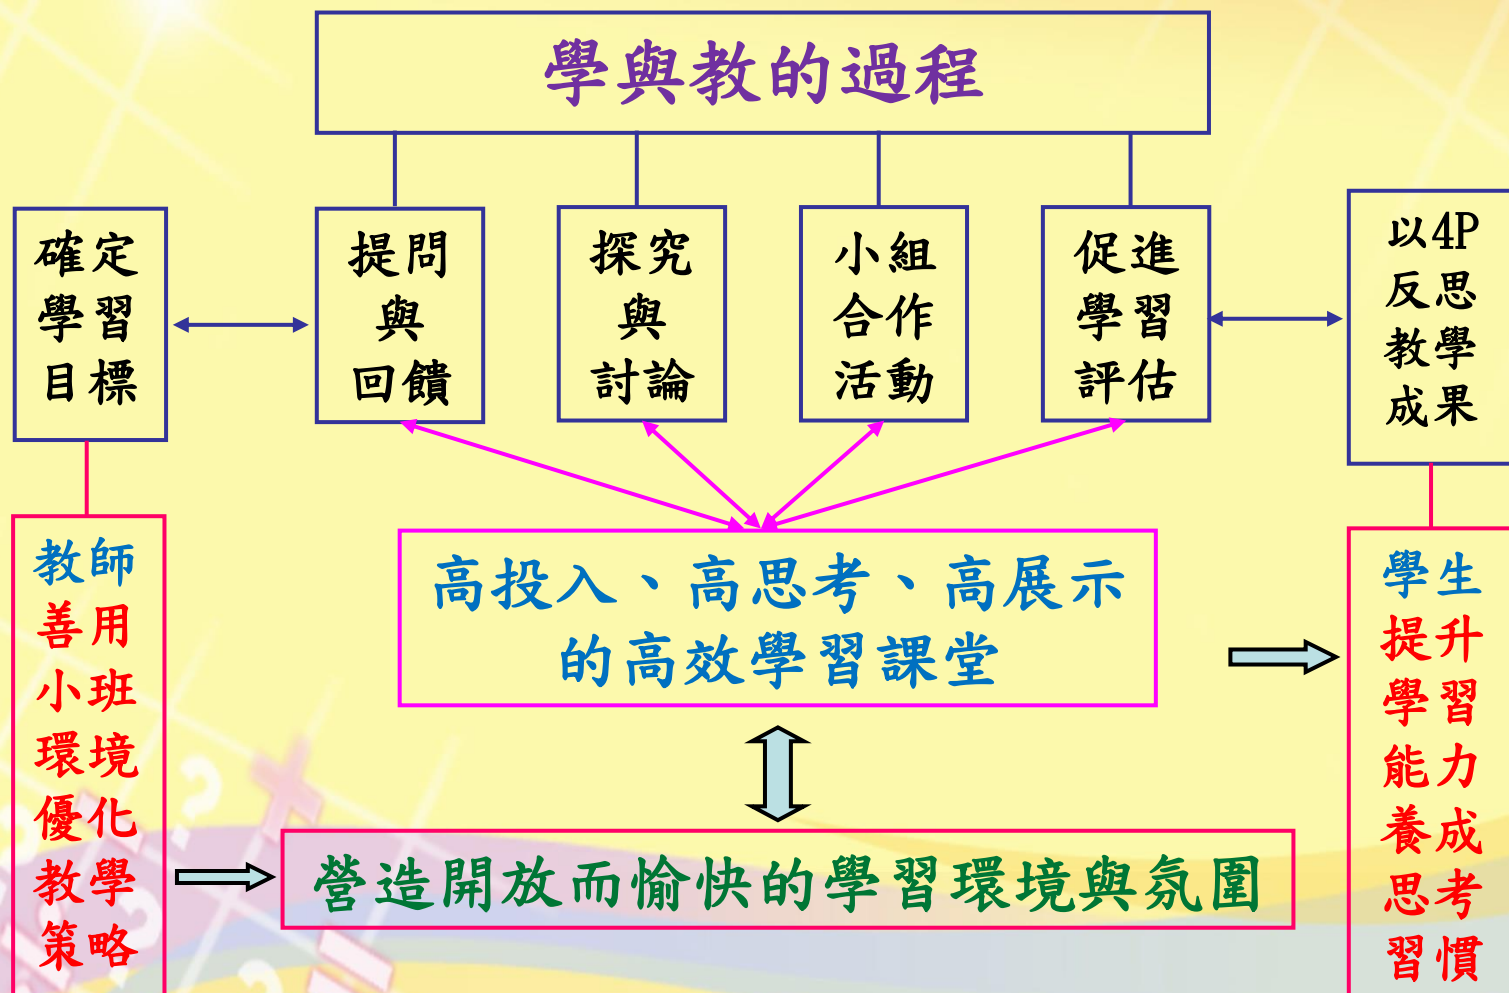 學與教的過程
確定
學習
目標
提問
與
回饋
探究
與
討論
小組
合作
活動
促進
學習
評估
以4P
反思
教學
成果
教師
善用
小班
環境
優化
教學
策略
高投入、高思考、高展示
的高效學習課堂
營造開放而愉快的學習環境與氛圍
學生
提升
學習
能力
養成
思考
習慣